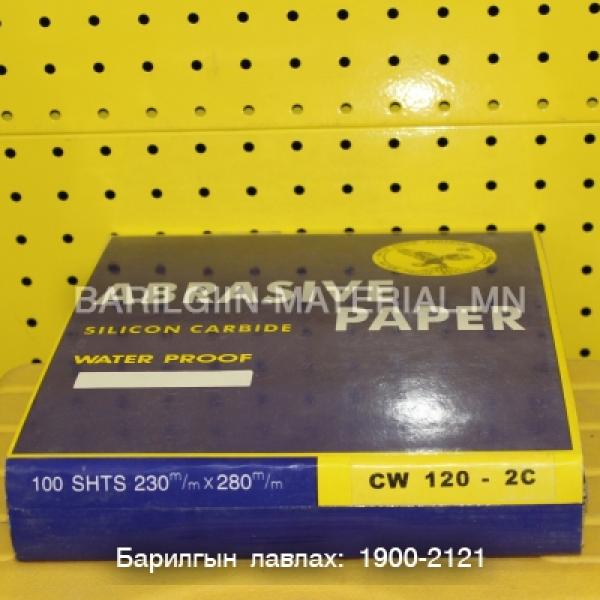 ABRASIVE
PAPER
BARILGIIN-MATERIAL.MN
SILICON CARBIDE
WATER PROOF
100 SHTS 230m/m x 280m/m
CW 120 - 2C
Барилгын лавлах: 1900-2121